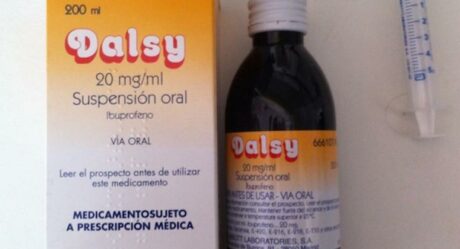 200 ml
Dalsy
20 mg/ml
Suspensión oral
Ibuprofeno
VIA ORAL
Leer el prospecto antes de utilizar
este medicamento
MEDICAMENTO SUJETO
A PRESCRIPCIÓN MÉDICA
Dalsy
20 mg/ml
Suspensión oral
Ibuprofeno
ANTES DE USAR - VIA ORAL
LABORATORIES, S.A.